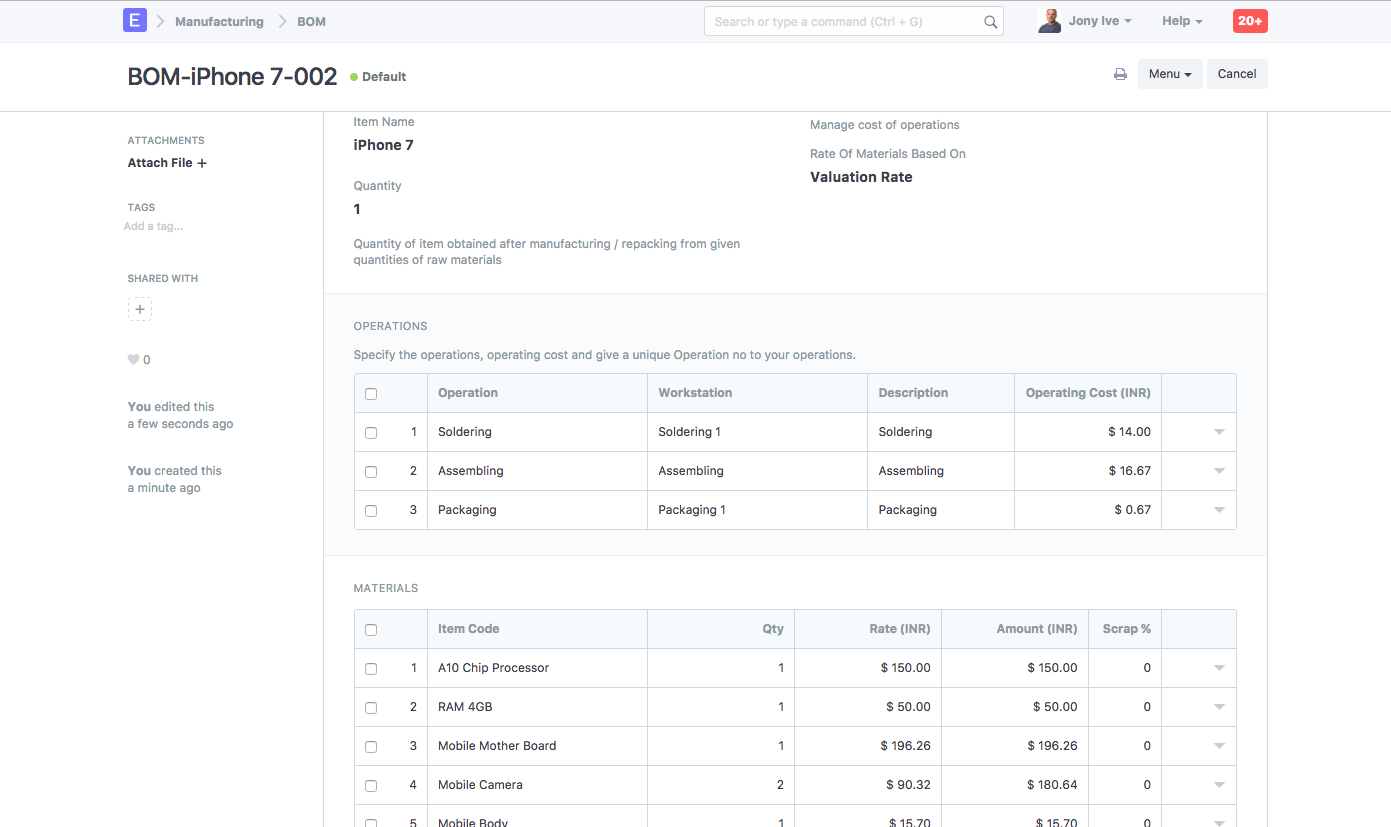 E Manufacturing BOM Search or type a command (Ctrl + G) Jony Ive Help 20+
BOM-iPhone 7-002 Default Menu Cancel
ATTACHMENTS
Attach File +
TAGS
Add a tag...
SHARED WITH
+
0
You edited this
a few seconds ago
You created this
a minute ago
Item Name
iPhone 7
Quantity
1
Quantity of item obtained after manufacturing / repacking from given
quantities of raw materials
Manage cost of operations
Rate Of Materials Based On
Valuation Rate
OPERATIONS
Specify the operations, operating cost and give a unique Operation no to your operations.
Operation Workstation Description Operating Cost (INR)
1 Soldering Soldering 1 Soldering $ 14.00
2 Assembling Assembling Assembling $ 16.67
3 Packaging Packaging 1 Packaging $ 0.67
MATERIALS
Item Code Qty Rate (INR) Amount (INR) Scrap %
1 A10 Chip Processor 1 $ 150.00 $ 150.00 0
2 RAM 4GB 1 $ 50.00 $ 50.00 0
3 Mobile Mother Board 1 $ 196.26 $ 196.26 0
4 Mobile Camera 2 $ 90.32 $ 180.64 0
5 Mobile Body 1 $ 15.70 $ 15.70 0